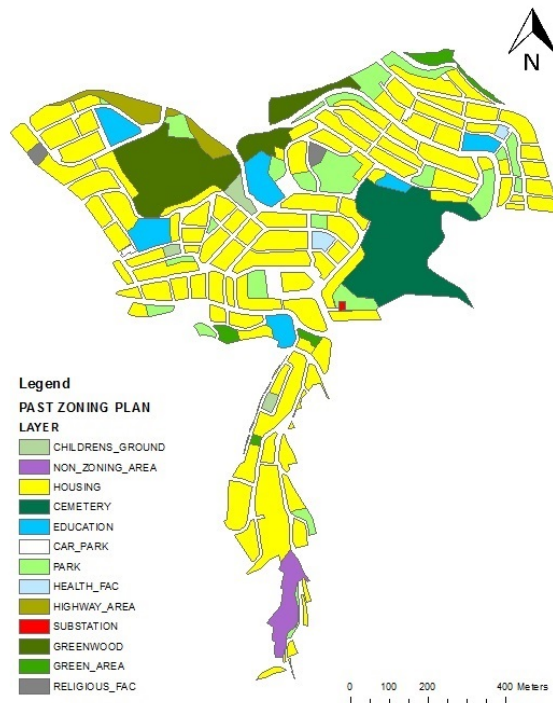 N
Legend
PAST ZONING PLAN
LAYER
CHILDRENS_GROUND
NON_ZONING_AREA
HOUSING
CEMETERY
EDUCATION
CAR_PARK
PARK
HEALTH_FAC
HIGHWAY_AREA
SUBSTATION
GREENWOOD
GREEN_AREA
RELIGIOUS_FAC
0 100 200 400 Meters